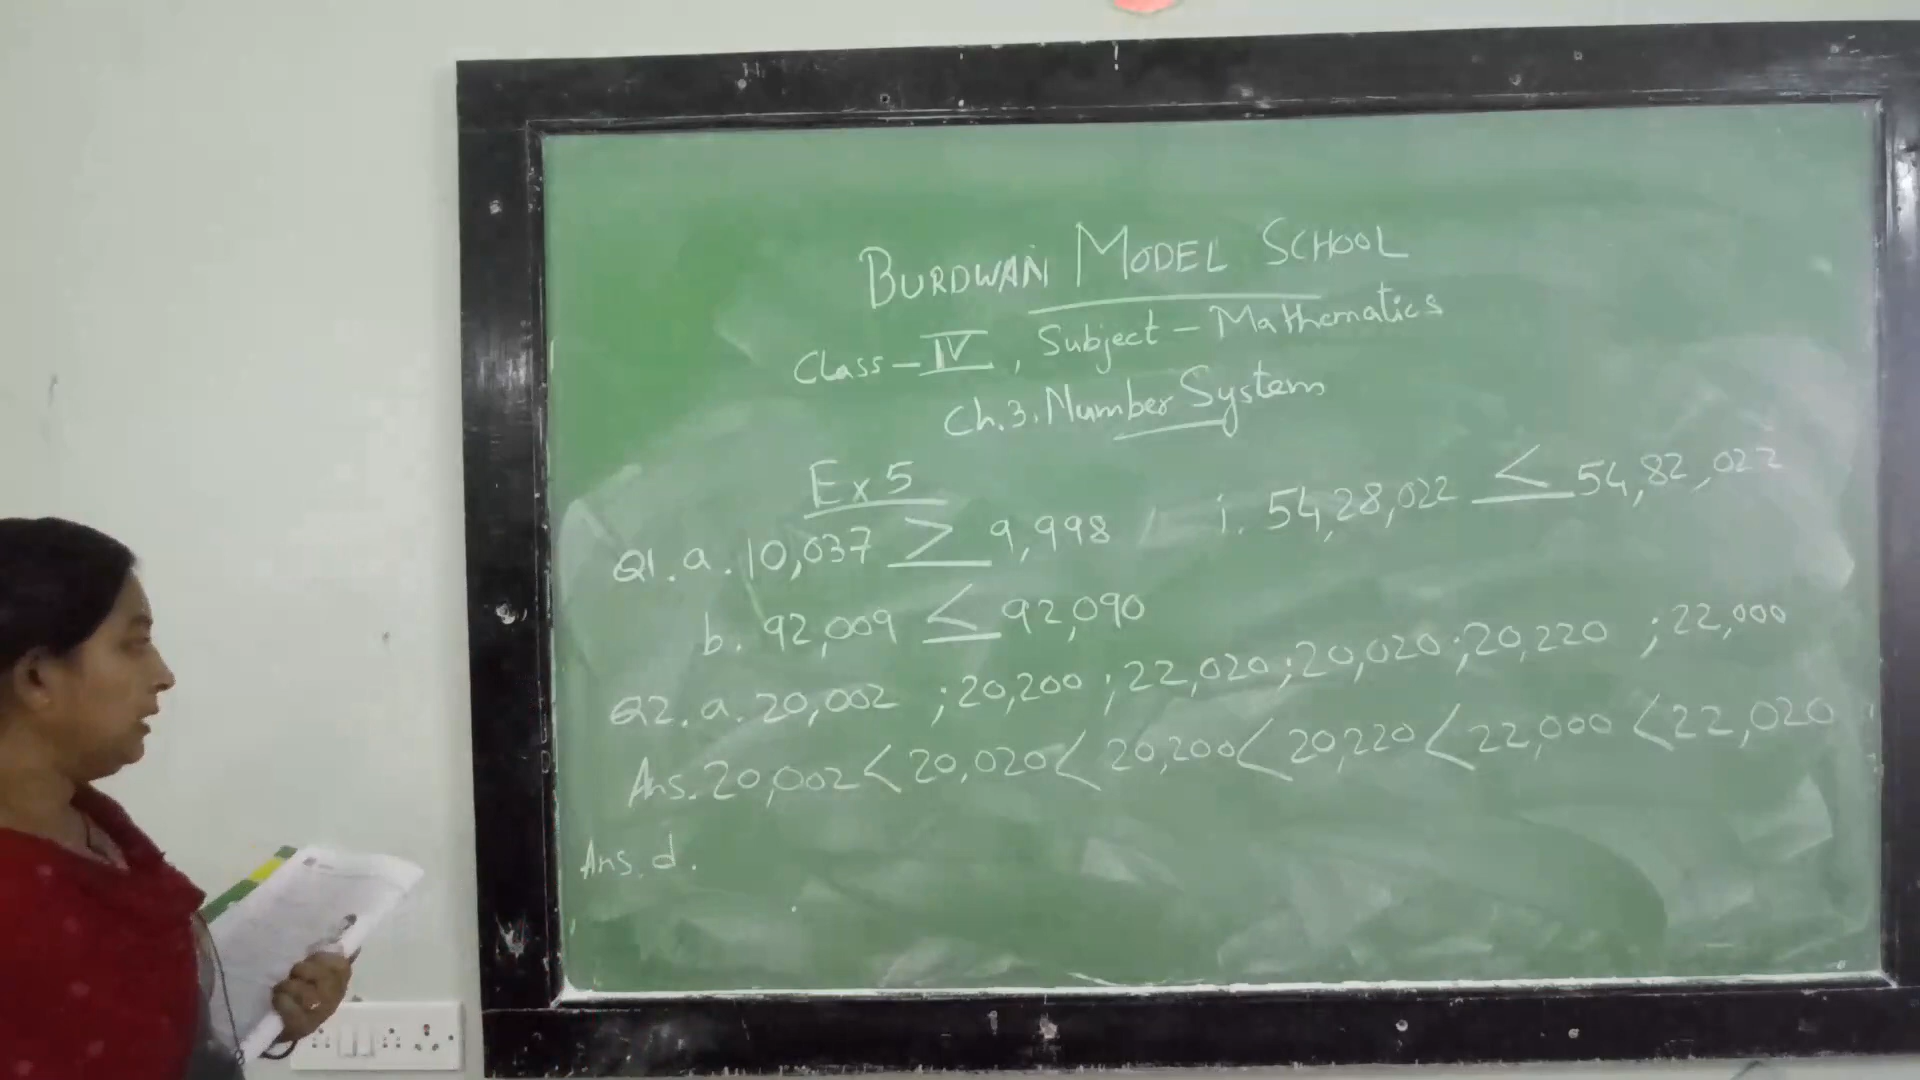 BURDWAN MODEL SCHOOL
Class - IV, Subject - Mathematics
Ch.3. Number System
Ex 5
Q1. a. 10,037 > 9,998
i. 54,28,022 < 54,82,022
b. 92,009 < 92,090
Q2. a. 20,002 ; 20,200 ; 22,020 ; 20,020 ; 20,220 ; 22,000
Ans. 20,002 < 20,020 < 20,200 < 20,220 < 22,000 < 22,020
Ans. d.